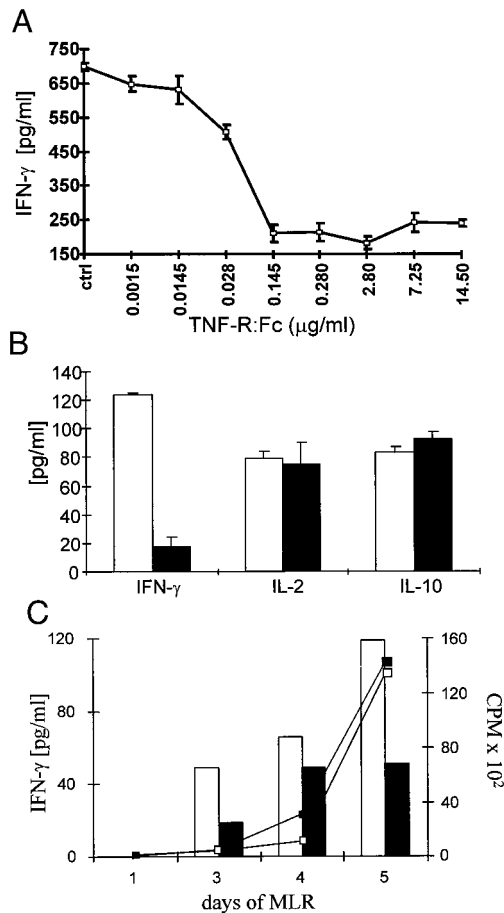 A
IFN-γ [pg/ml]
750
650
550
450
350
250
150
ctrl
0.0015
0.0145
0.028
0.145
0.280
2.80
7.25
14.50
TNF-R:Fc (μg/ml)
B
[pg/ml]
140
120
100
80
60
40
20
0
IFN-γ
IL-2
IL-10
C
IFN-γ [pg/ml]
120
80
40
0
160
120
80
40
0
CPM x 10²
1
3
4
5
days of MLR